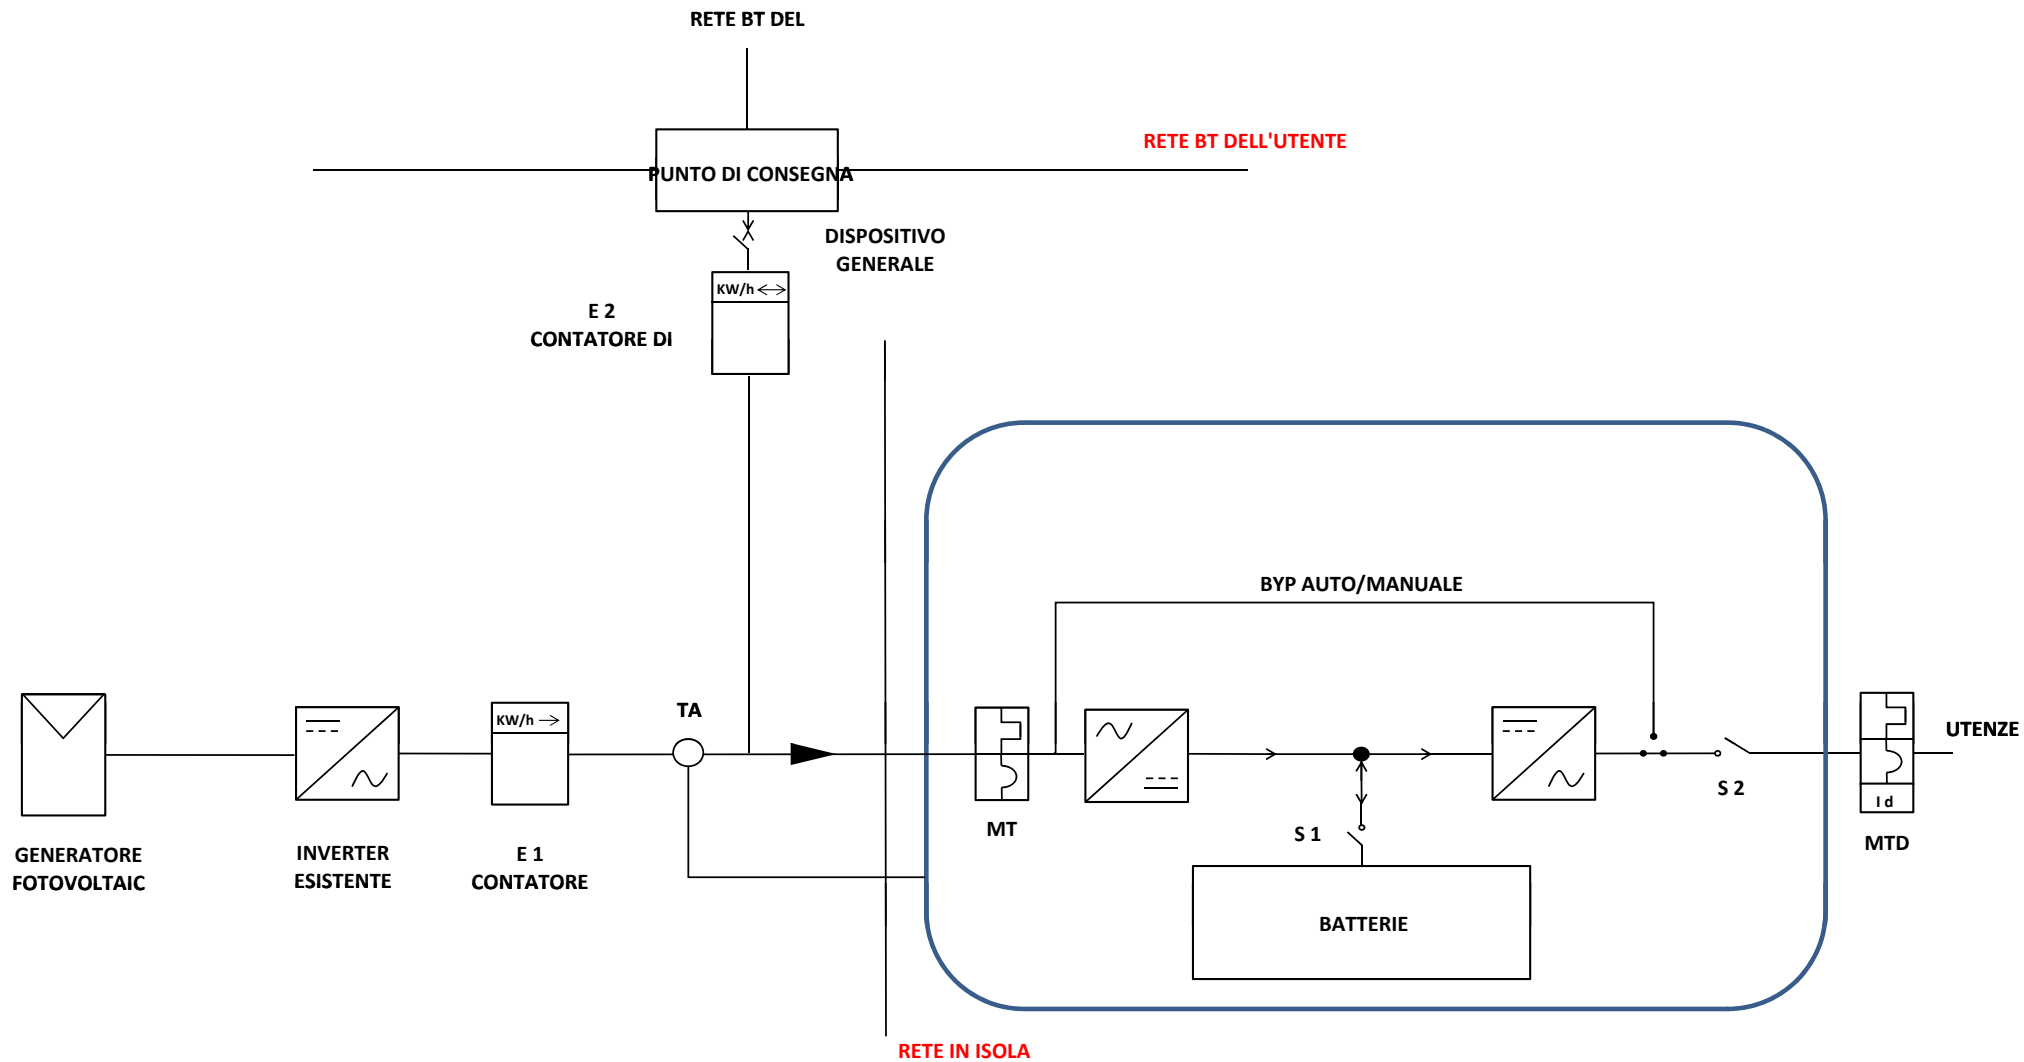 RETE BT DEL
RETE BT DELL'UTENTE
PUNTO DI CONSEGNA
DISPOSITIVO
GENERALE
KW/h
E 2
CONTATORE DI
BYP AUTO/MANUALE
KW/h
TA
UTENZE
S 2
I d
MT
S 1
MTD
GENERATORE
FOTOVOLTAIC
INVERTER
ESISTENTE
E 1
CONTATORE
BATTERIE
RETE IN ISOLA